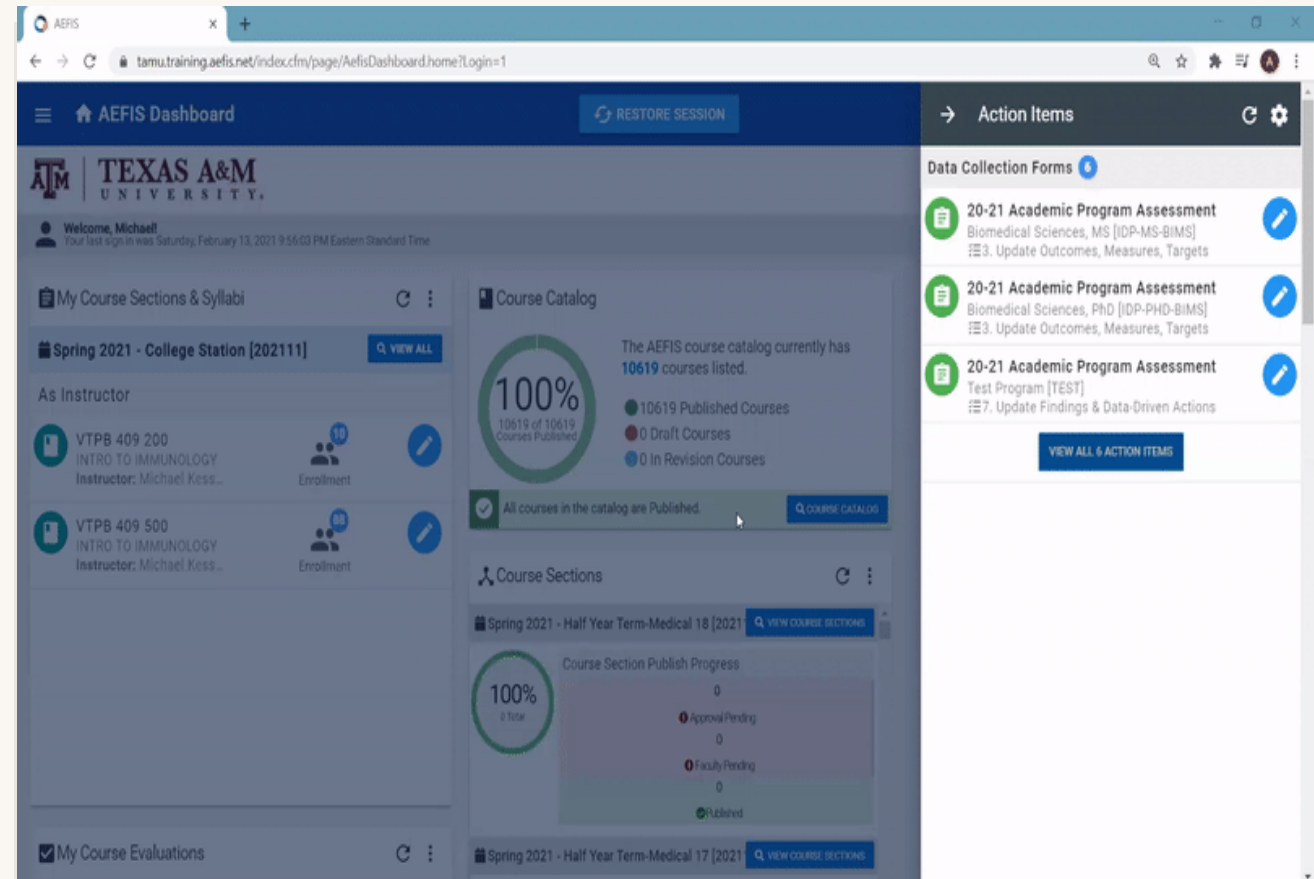 AEFIS
tamu.training.aefis.net/index.cfm/page/AefisDashboard.home?Login=1
AEFIS Dashboard
RESTORE SESSION
TEXAS A&M
UNIVERSITY.
Welcome, Michael!
Your last sign in was Saturday, February 13, 2021 9:56:03 PM Eastern Standard Time
My Course Sections & Syllabi
Spring 2021 - College Station [202111]
VIEW ALL
As Instructor
VTPB 409 200
INTRO TO IMMUNOLOGY
Instructor: Michael Kess...
10
Enrollment
VTPB 409 500
INTRO TO IMMUNOLOGY
Instructor: Michael Kess...
Enrollment
My Course Evaluations
Course Catalog
100%
10619 of 10619
Courses Published
The AEFIS course catalog currently has
10619 courses listed.
10619 Published Courses
0 Draft Courses
0 In Revision Courses
All courses in the catalog are Published.
COURSE CATALOG
Course Sections
Spring 2021 - Half Year Term-Medical 18 [2021
VIEW COURSE SECTIONS
100%
0 Total
Course Section Publish Progress
0
Approval Pending
0
Faculty Pending
0
Published
Spring 2021 - Half Year Term-Medical 17 [2021
VIEW COURSE SECTIONS
Action Items
Data Collection Forms 6
20-21 Academic Program Assessment
Biomedical Sciences, MS [IDP-MS-BIMS]
3. Update Outcomes, Measures, Targets
20-21 Academic Program Assessment
Biomedical Sciences, PhD [IDP-PHD-BIMS]
3. Update Outcomes, Measures, Targets
20-21 Academic Program Assessment
Test Program [TEST]
7. Update Findings & Data-Driven Actions
VIEW ALL 6 ACTION ITEMS